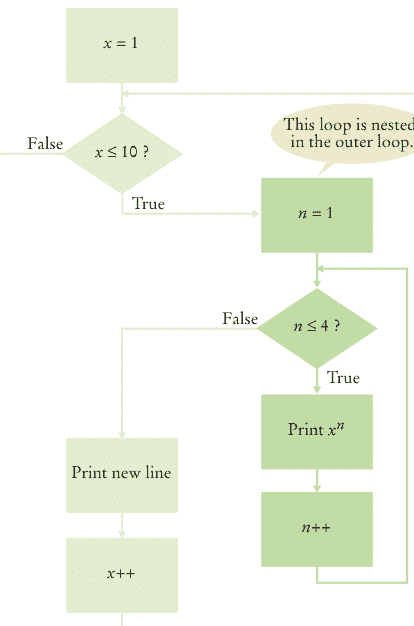 x = 1
This loop is nested
in the outer loop.
False
x ≤ 10 ?
True
n = 1
False
n ≤ 4 ?
True
Print xⁿ
n++
Print new line
x++